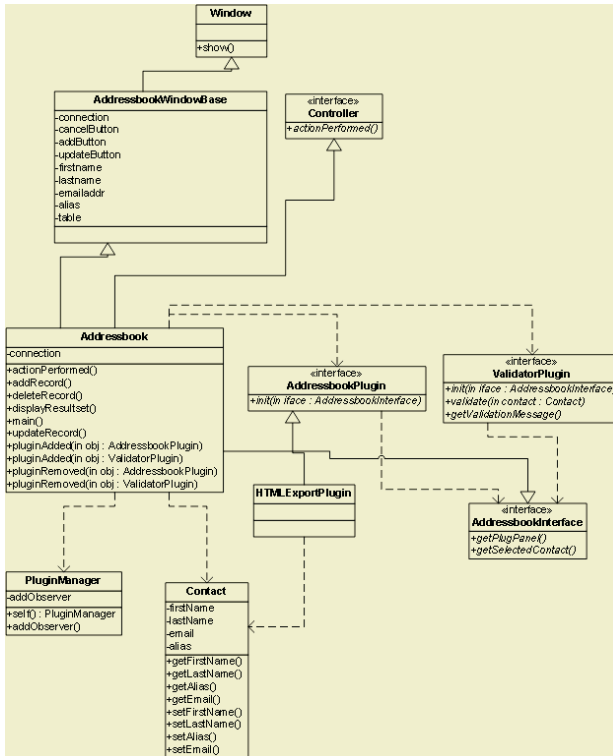 Window
+show()
AddressbookWindowBase
-connection
-cancelButton
-addButton
-updateButton
-firstname
-lastname
-emailaddr
-alias
-table
«interface»
Controller
+actionPerformed()
Addressbook
-connection
+actionPerformed()
+addRecord()
+deleteRecord()
+displayResultset()
+main()
+updateRecord()
+pluginAdded(in obj : AddressbookPlugin)
+pluginAdded(in obj : ValidatorPlugin)
+pluginRemoved(in obj : AddressbookPlugin)
+pluginRemoved(in obj : ValidatorPlugin)
«interface»
AddressbookPlugin
+init(in iface : AddressbookInterface)
«interface»
ValidatorPlugin
+init(in iface : AddressbookInterface)
+validate(in contact : Contact)
+getValidationMessage()
HTMLExportPlugin
«interface»
AddressbookInterface
+getPlugPanel()
+getSelectedContact()
PluginManager
-addObserver
+self() : PluginManager
+addObserver()
Contact
-firstName
-lastName
-email
-alias
+getFirstName()
+getLastName()
+getAlias()
+getEmail()
+setFirstName()
+setLastName()
+setAlias()
+setEmail()